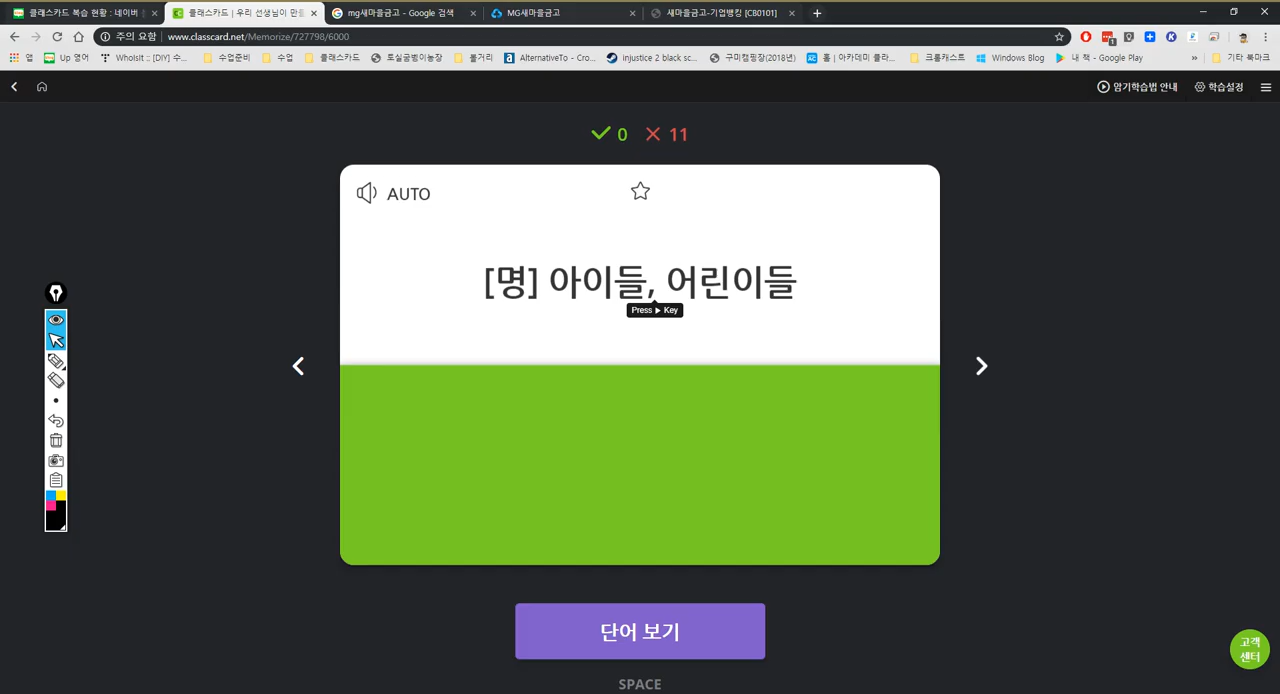 클래스카드 복습 현황 : 네이버
클래스카드 | 우리 선생님이 만들
mg새마을금고 - Google 검색
MG새마을금고
새마을금고-기업뱅킹 [CB0101]
주의 요함
www.classcard.net/Memorize/727798/6000
앱
Up 영어
WhoisIt :: [DIY] 수...
수업준비
수업
클래스카드
토실굼벵이농장
볼거리
AlternativeTo - Cro...
injustice 2 black sc...
구미캠핑장(2018년)
홈 | 아카데미 클라...
크롬캐스트
Windows Blog
내 책 - Google Play
»
기타 북마크
암기학습법 안내
학습설정
0
11
AUTO
[명] 아이들, 어린이들
Press ▶ Key
단어 보기
SPACE
고객
센터